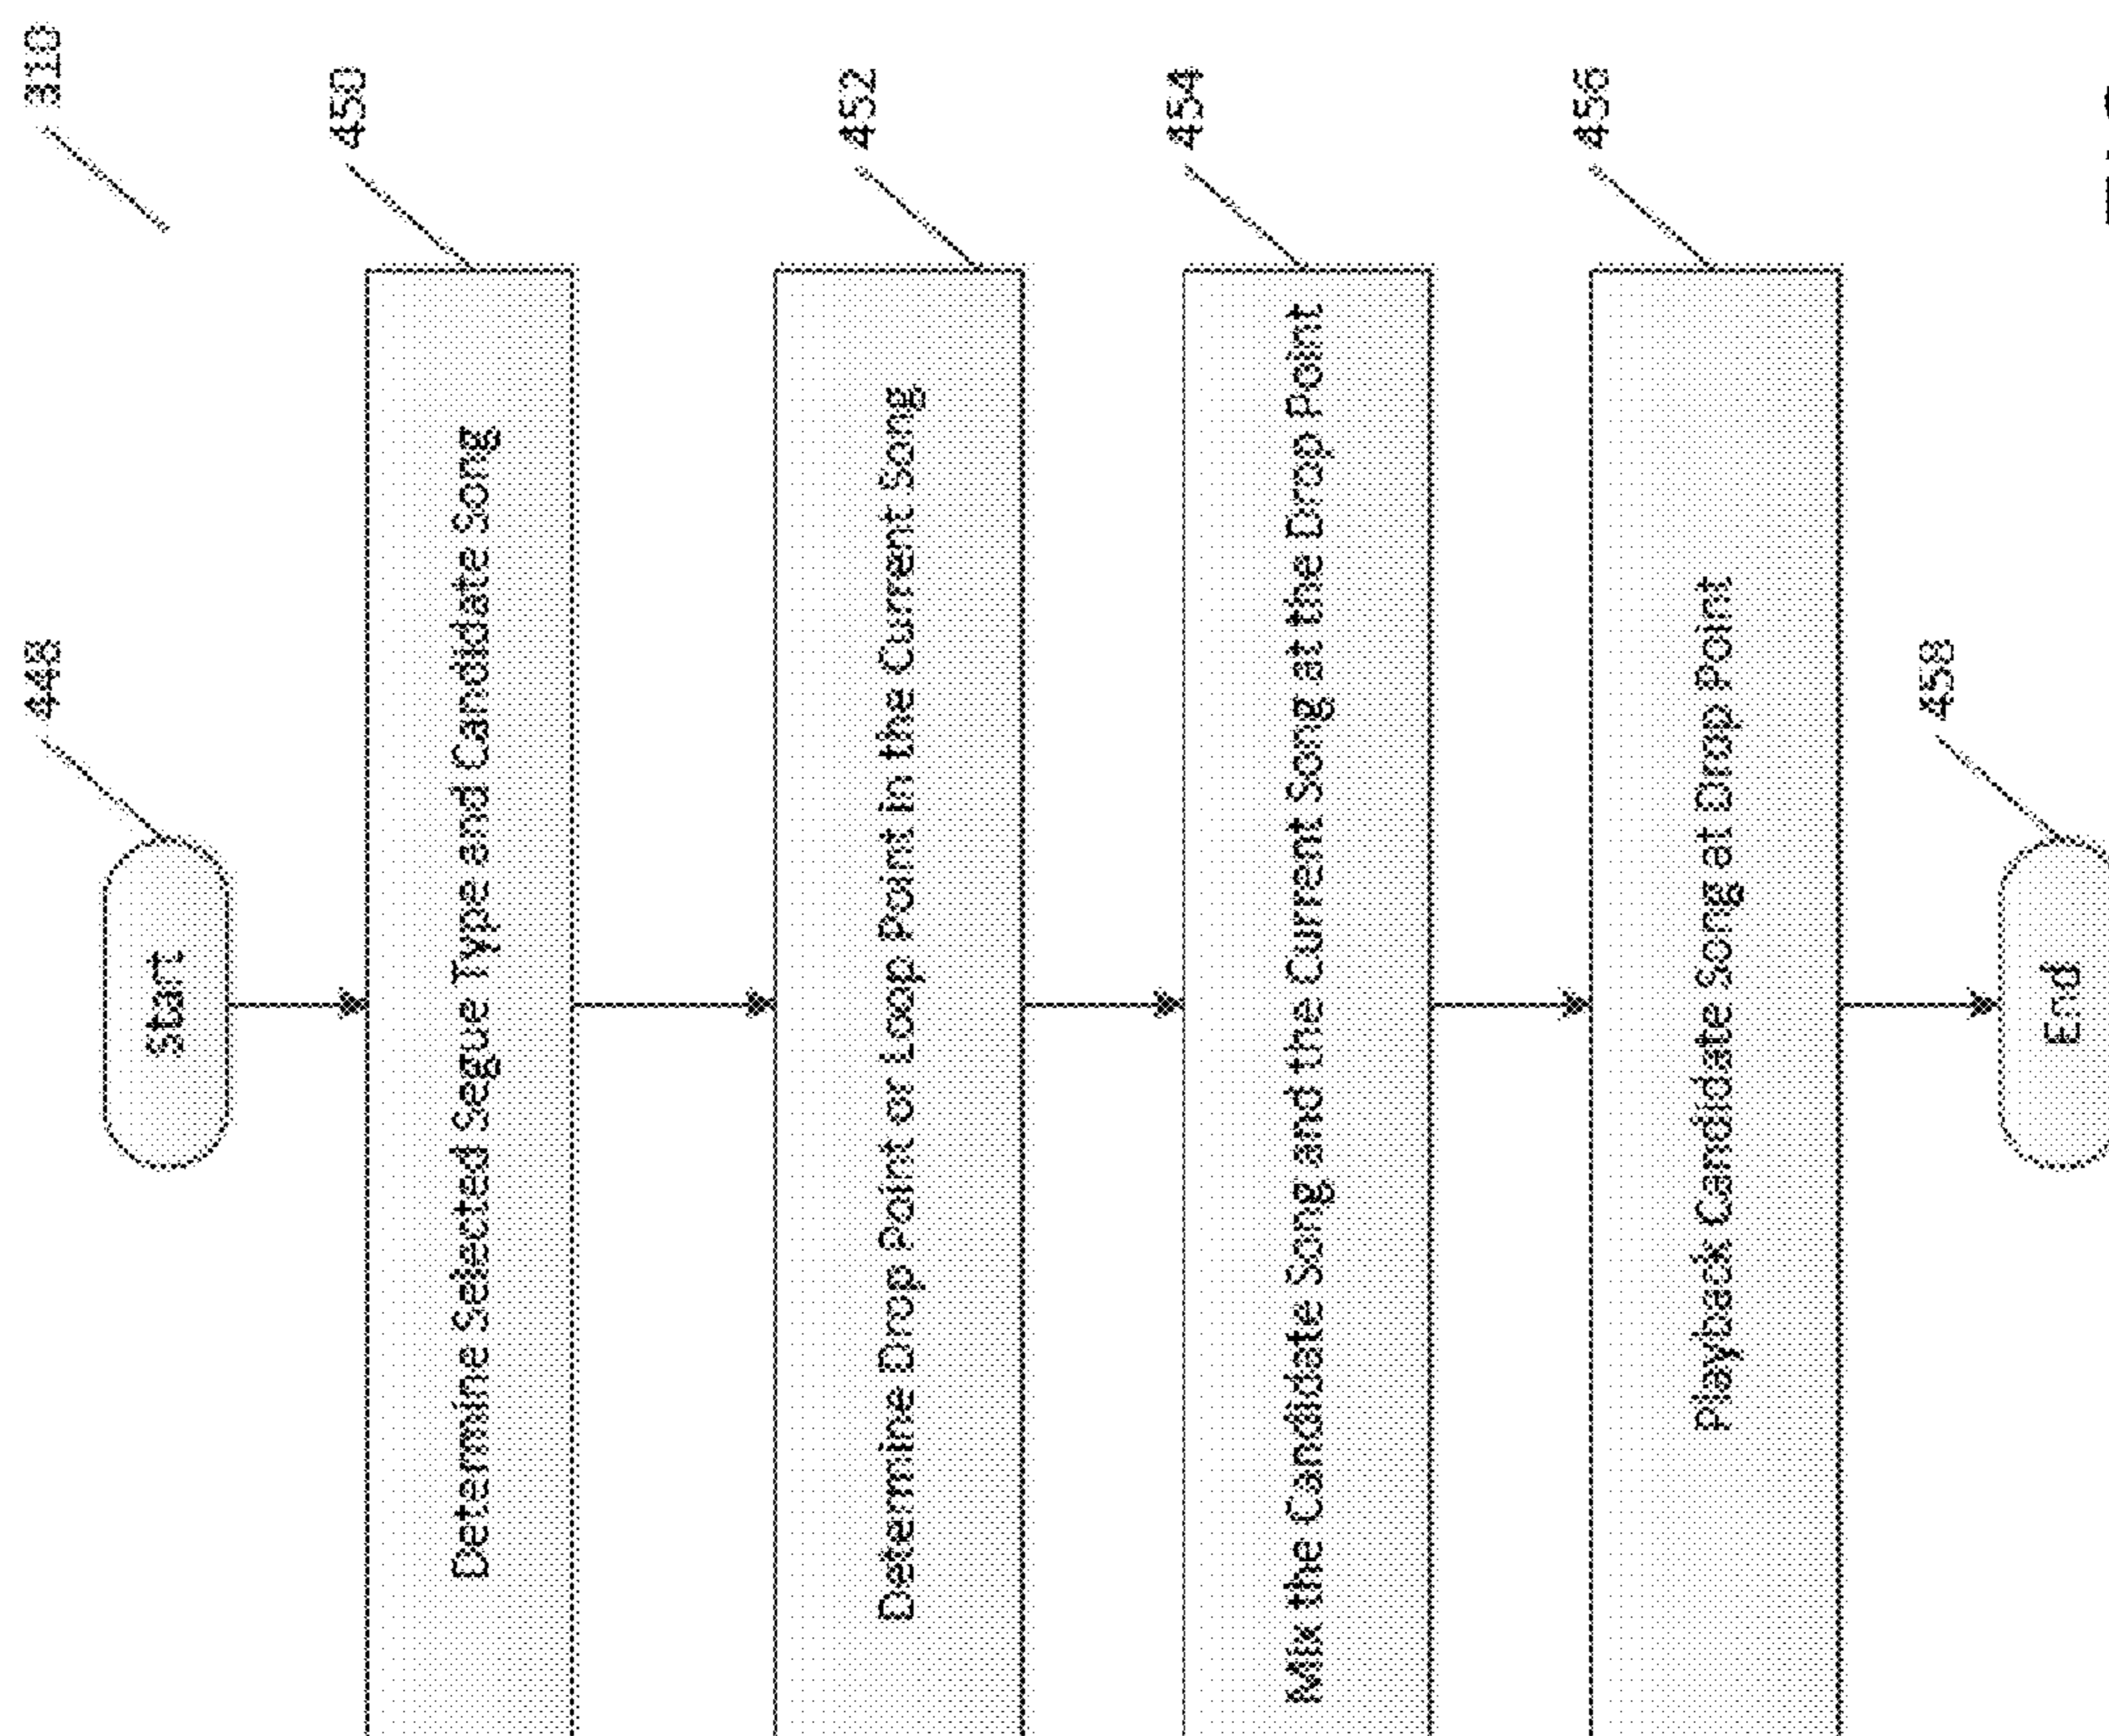 310
448
Start
450
Determine Selected Segue Type and Candidate Song
452
Determine Drop Point or Loop Point in the Current Song
454
Mix the Candidate Song and the Current Song at the Drop Point
456
Playback Candidate Song at Drop Point
458
End